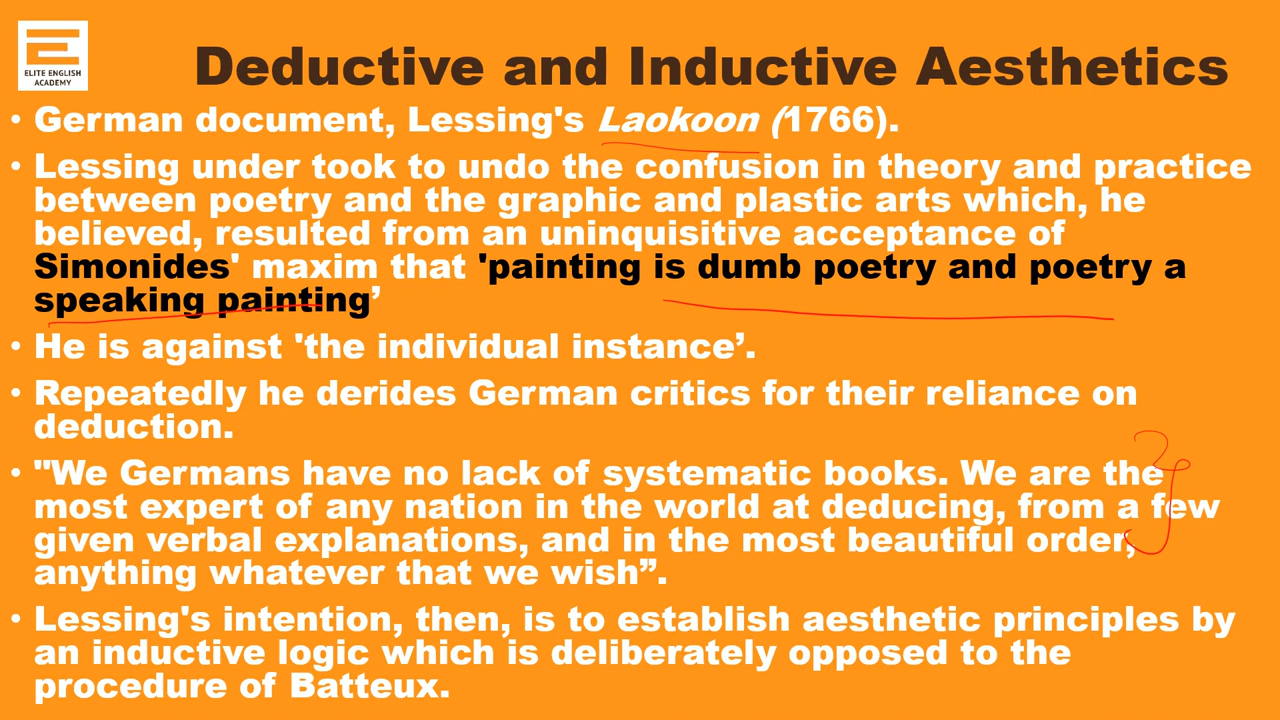 ELITE ENGLISH
ACADEMY
Deductive and Inductive Aesthetics
• German document, Lessing's Laokoon (1766).
• Lessing under took to undo the confusion in theory and practice
between poetry and the graphic and plastic arts which, he
believed, resulted from an uninquisitive acceptance of
Simonides' maxim that 'painting is dumb poetry and poetry a
speaking painting’
• He is against 'the individual instance’.
• Repeatedly he derides German critics for their reliance on
deduction.
• "We Germans have no lack of systematic books. We are the
most expert of any nation in the world at deducing, from a few
given verbal explanations, and in the most beautiful order,
anything whatever that we wish”.
• Lessing's intention, then, is to establish aesthetic principles by
an inductive logic which is deliberately opposed to the
procedure of Batteux.